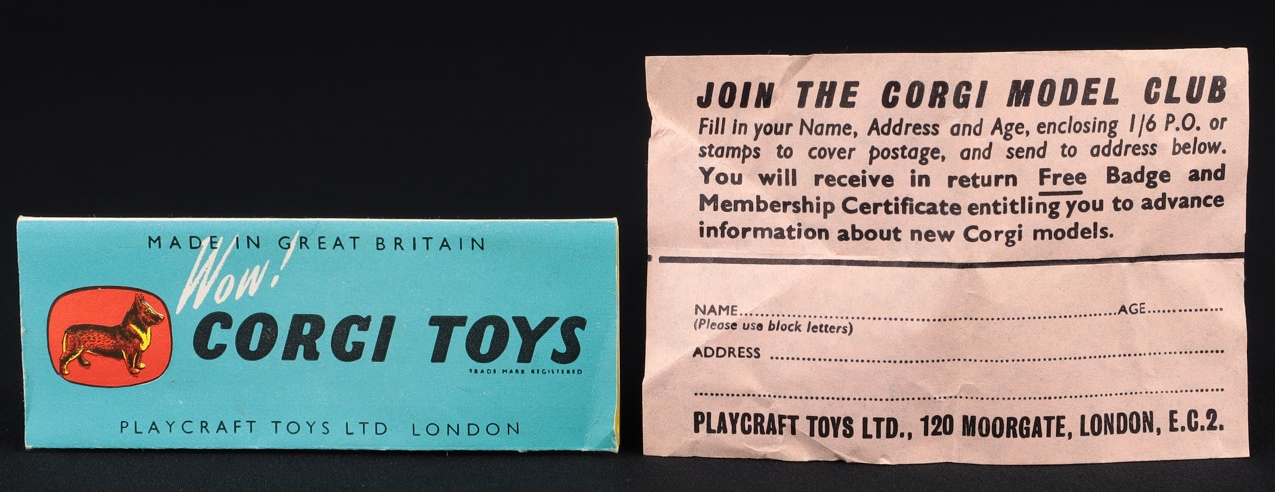 MADE IN GREAT BRITAIN
Wow!
CORGI TOYS
TRADE MARK REGISTERED
PLAYCRAFT TOYS LTD LONDON
JOIN THE CORGI MODEL CLUB
Fill in your Name, Address and Age, enclosing 1/6 P.O. or
stamps to cover postage, and send to address below.
You will receive in return Free Badge and
Membership Certificate entitling you to advance
information about new Corgi models.
NAME..........................................................................AGE...............
(Please use block letters)
ADDRESS ..........................................................................................
..........................................................................................................
PLAYCRAFT TOYS LTD., 120 MOORGATE, LONDON, E.C.2.